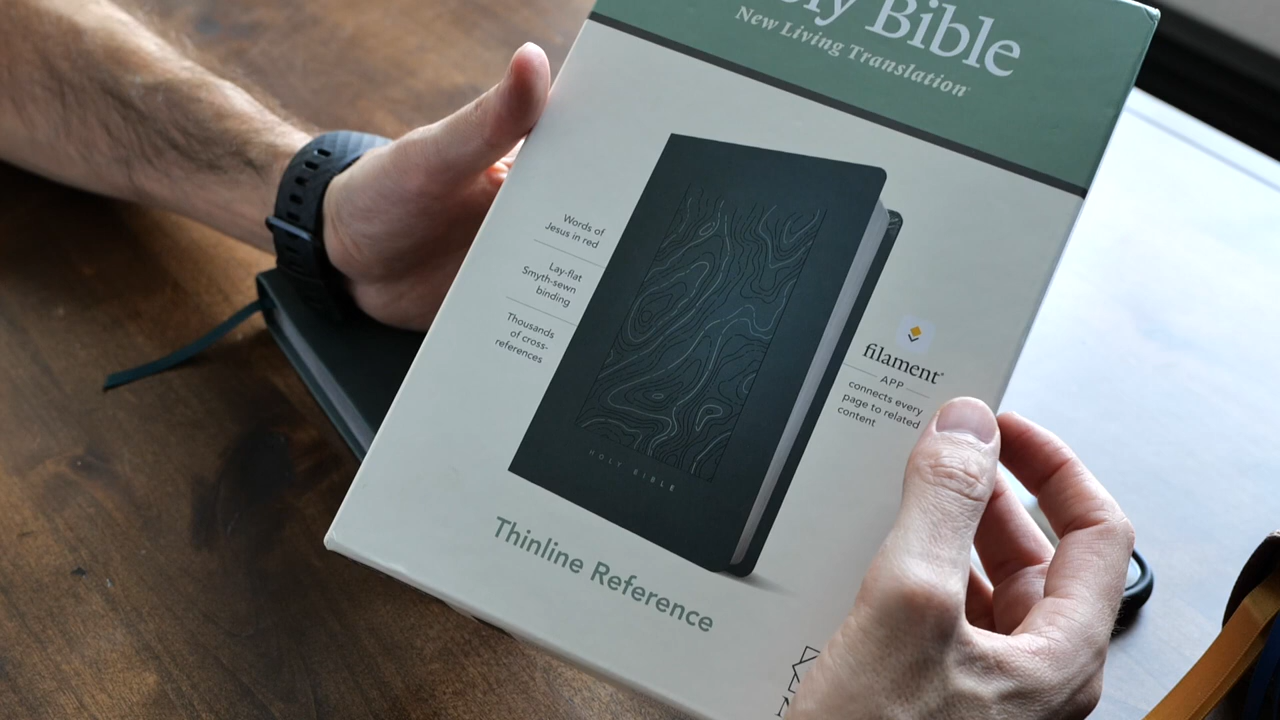 Bible
New Living Translation
Words of
Jesus in red
Lay-flat
Smyth-sewn
binding
Thousands
of cross-
references
filament®
APP
connects every
page to related
content
HOLY BIBLE
Thinline Reference